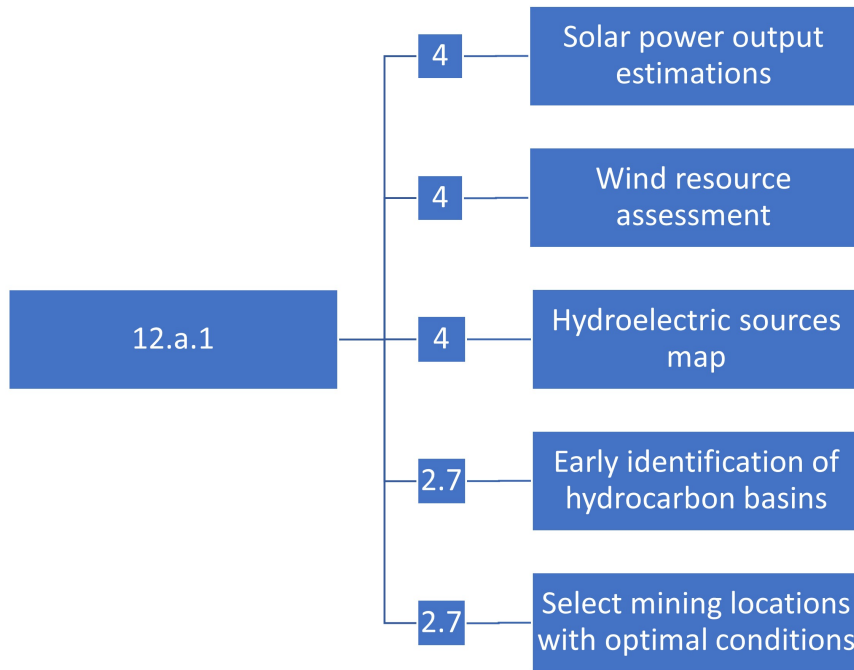 4
Solar power output
estimations
4
Wind resource
assessment
12.a.1
4
Hydroelectric sources
map
2.7
Early identification of
hydrocarbon basins
2.7
Select mining locations
with optimal conditions